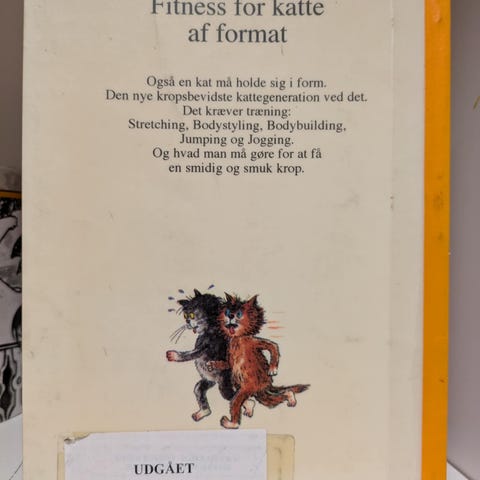 Fitness for katte
af format
Også en kat må holde sig i form.
Den nye kropsbevidste kattegeneration ved det.
Det kræver træning:
Stretching, Bodystyling, Bodybuilding,
Jumping og Jogging.
Og hvad man må gøre for at få
en smidig og smuk krop.
UDGÅET